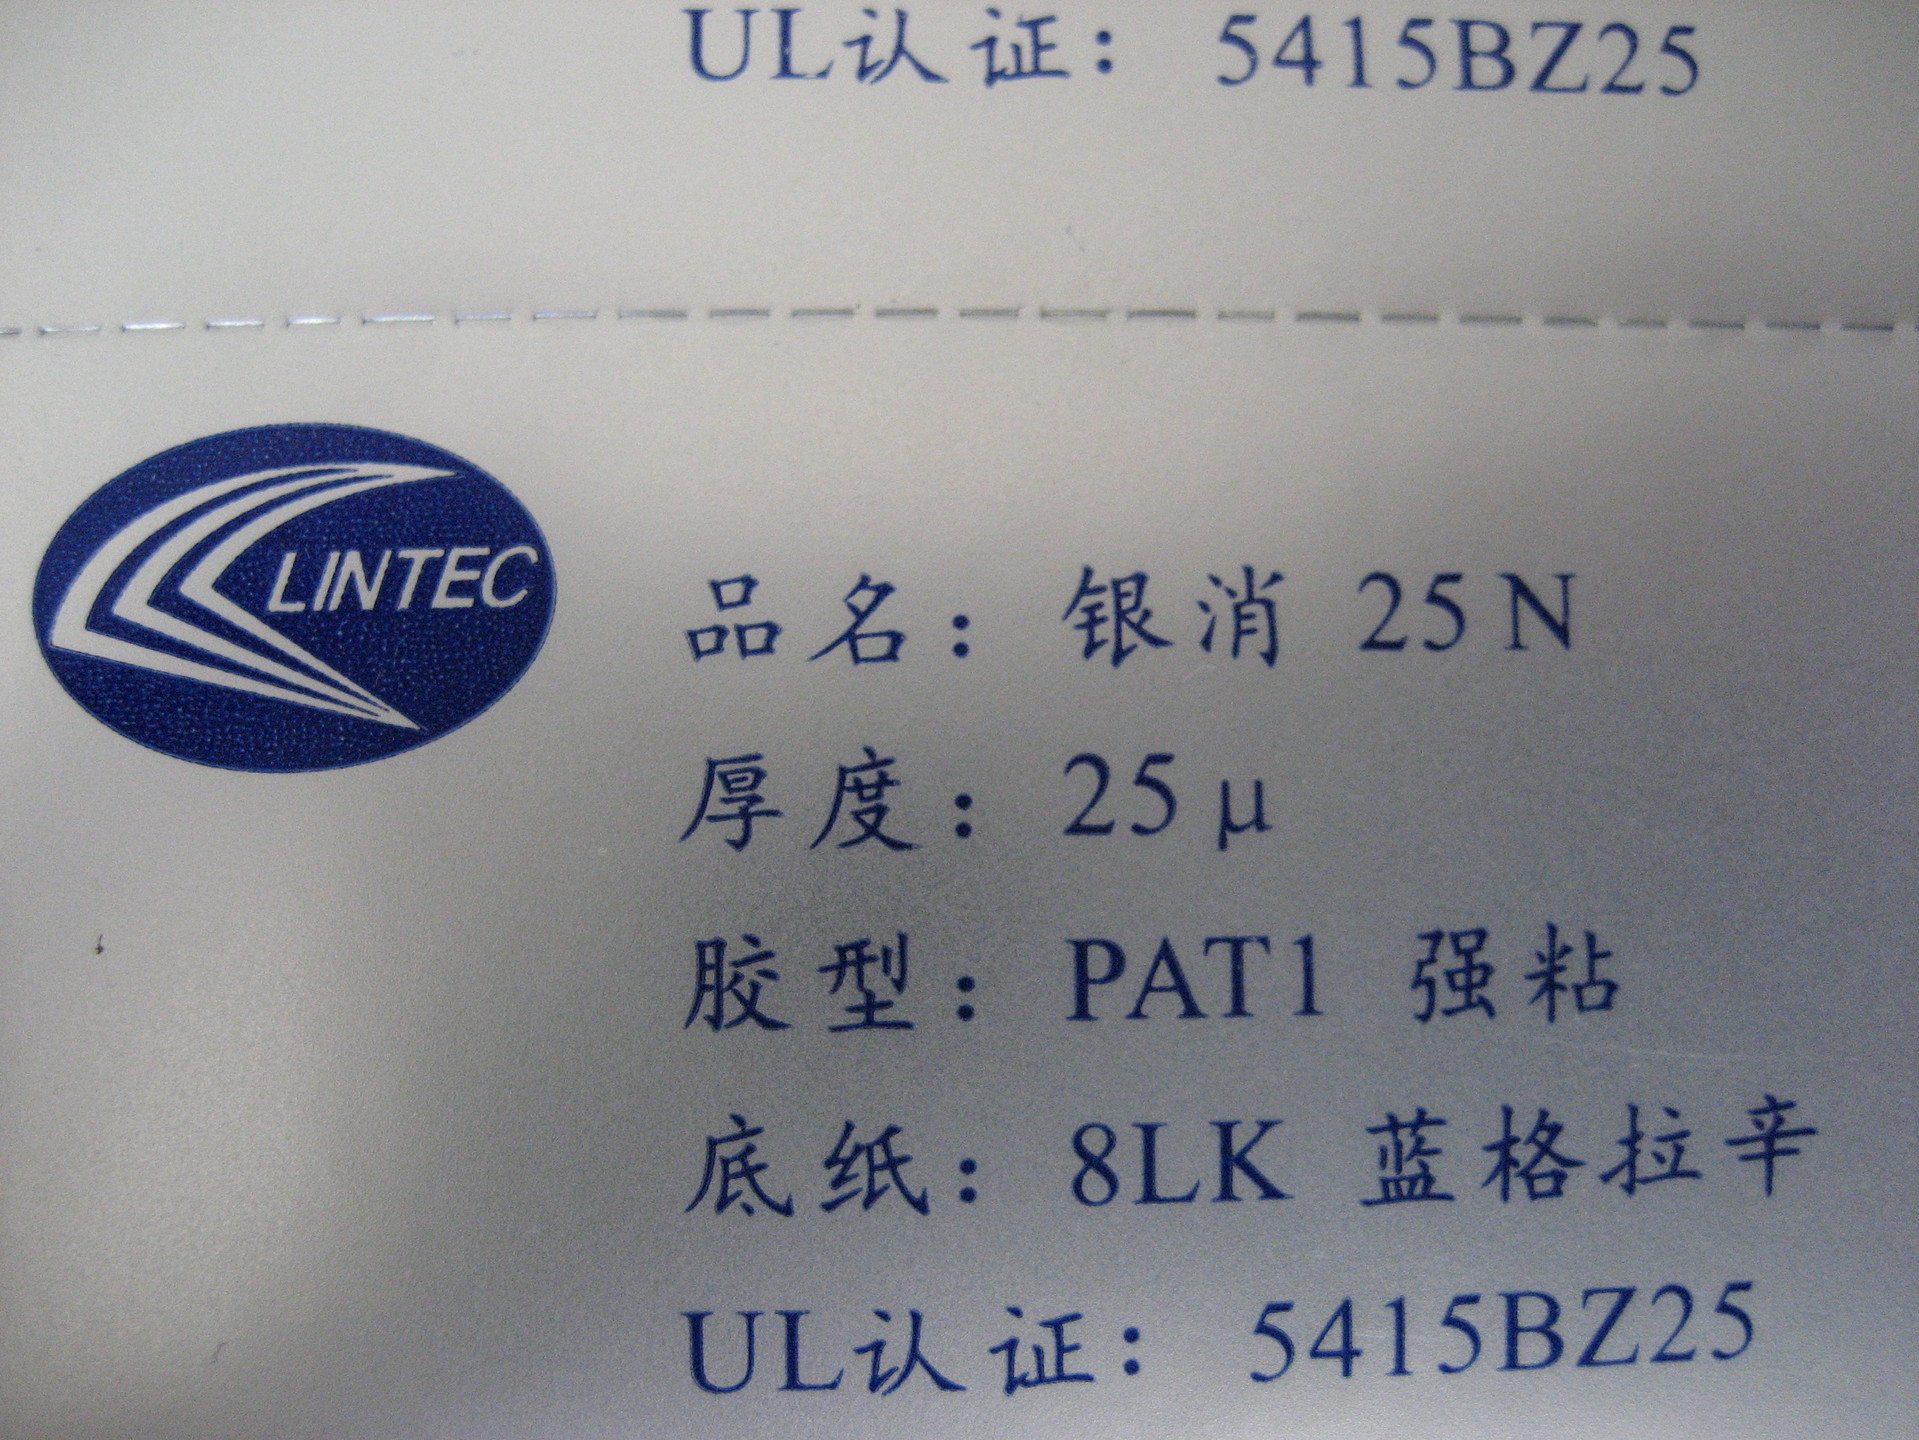 UL认证：5415BZ25
LINTEC
品名：银消 25N
厚度：25μ
胶型：PAT1 强粘
底纸：8LK 蓝格拉辛
UL认证：5415BZ25